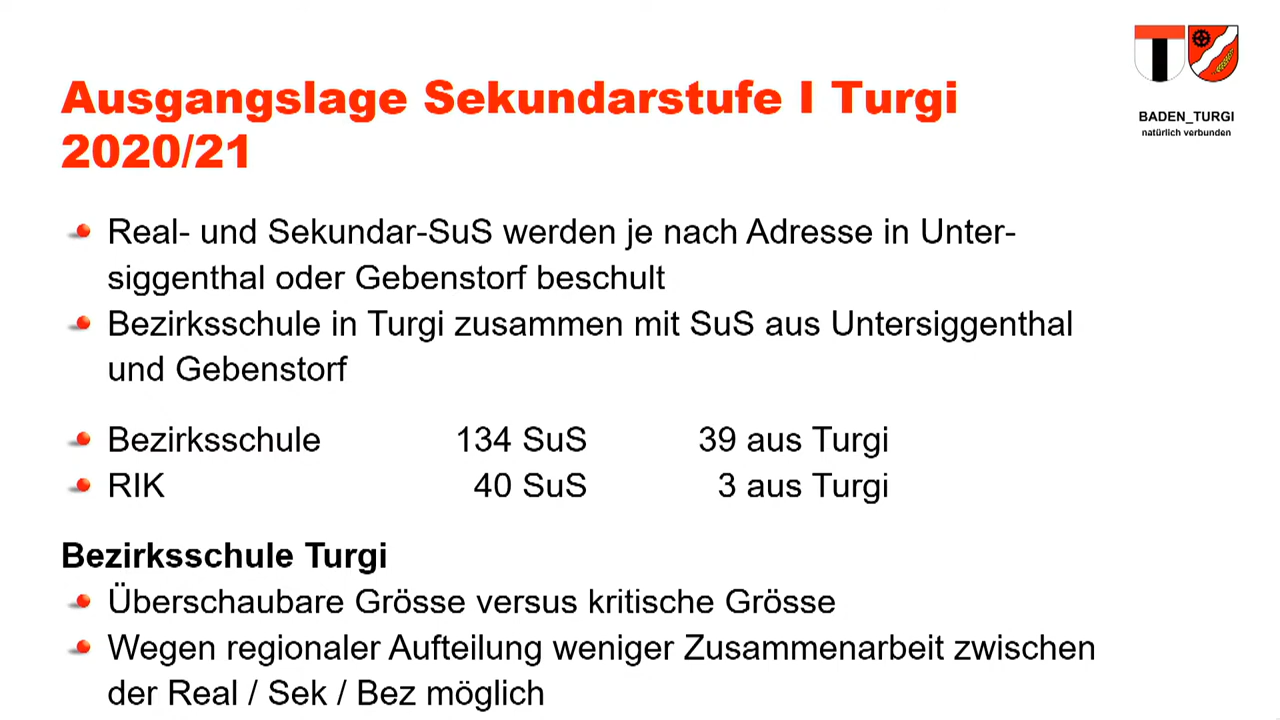 BADEN_TURGI
natürlich verbunden
Ausgangslage Sekundarstufe I Turgi
2020/21
Real- und Sekundar-SuS werden je nach Adresse in Unter-
siggenthal oder Gebenstorf beschult
Bezirksschule in Turgi zusammen mit SuS aus Untersiggenthal
und Gebenstorf
Bezirksschule 134 SuS 39 aus Turgi
RIK 40 SuS 3 aus Turgi
Bezirksschule Turgi
Überschaubare Grösse versus kritische Grösse
Wegen regionaler Aufteilung weniger Zusammenarbeit zwischen
der Real / Sek / Bez möglich